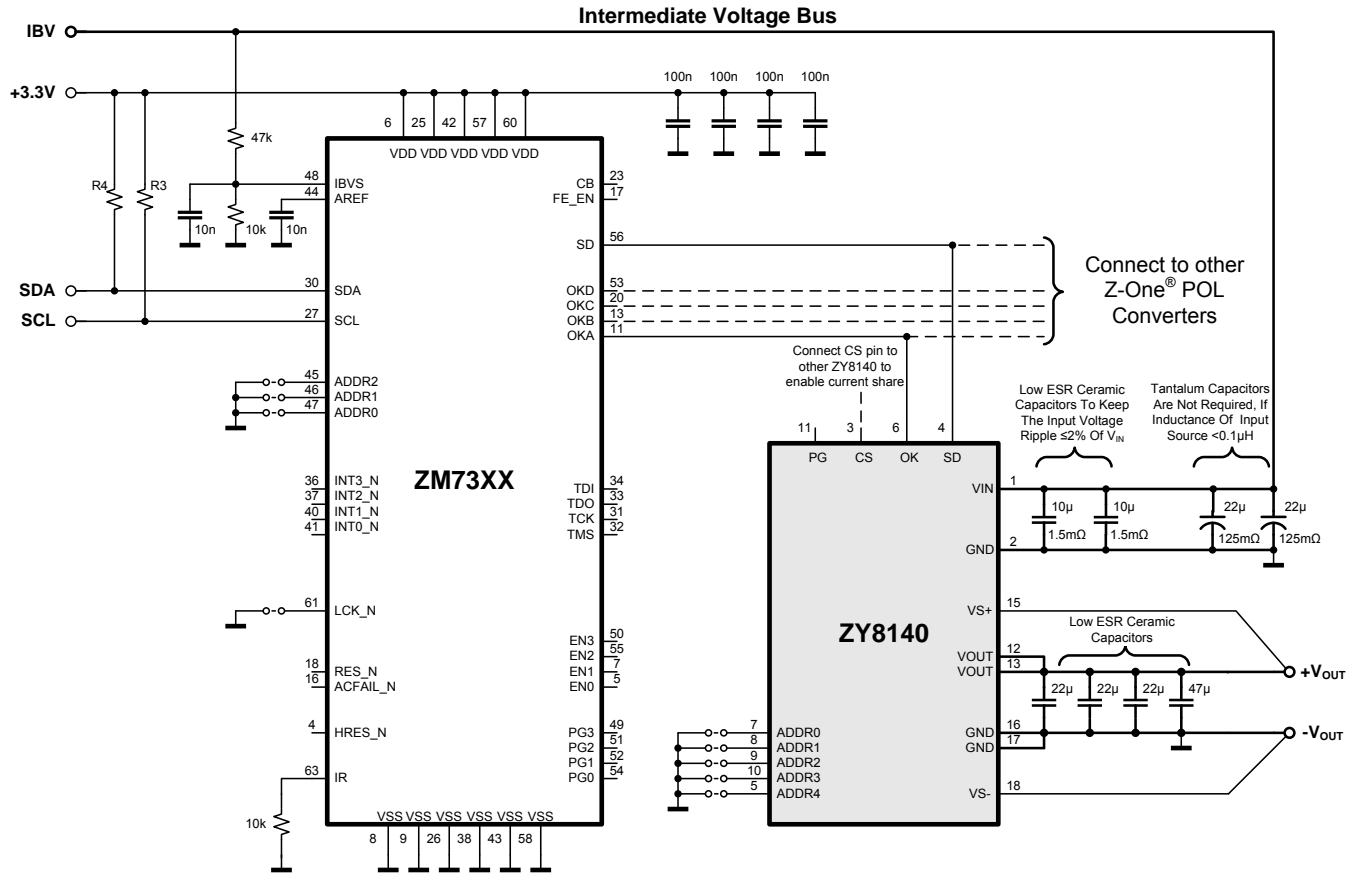 Intermediate Voltage Bus
IBV
+3.3V
100n 100n 100n 100n
6 25 42 57 60
VDD VDD VDD VDD VDD
47k
R4
R3
48 IBVS
44 AREF
10n
10k
10n
CB 23
FE_EN 17
SD 56
SDA
30 SDA
SCL
27 SCL
OKD 53
OKC 20
OKB 13
OKA 11
Connect to other
Z-One® POL
Converters
Connect CS pin to
other ZY8140 to
enable current share
45 ADDR2
46 ADDR1
47 ADDR0
Low ESR Ceramic
Capacitors To Keep
The Input Voltage
Ripple ≤2% Of VIN
Tantalum Capacitors
Are Not Required, If
Inductance Of Input
Source <0.1µH
11 3 6 4
PG CS OK SD
ZM73XX
36 INT3_N
37 INT2_N
40 INT1_N
41 INT0_N
TDI 34
TDO 33
TCK 31
TMS 32
VIN 1
10µ
1.5mΩ
10µ
1.5mΩ
22µ
125mΩ
22µ
125mΩ
GND 2
61 LCK_N
VS+ 15
ZY8140
Low ESR Ceramic
Capacitors
EN3 50
EN2 55
EN1 7
EN0 5
18 RES_N
16 ACFAIL_N
VOUT 12
VOUT 13
+VOUT
22µ 22µ 22µ 47µ
4 HRES_N
PG3 49
PG2 51
PG1 52
PG0 54
7 ADDR0
8 ADDR1
9 ADDR2
10 ADDR3
5 ADDR4
GND 16
GND 17
-VOUT
63 IR
VS- 18
10k
VSS VSS VSS VSS VSS VSS
8 9 26 38 43 58